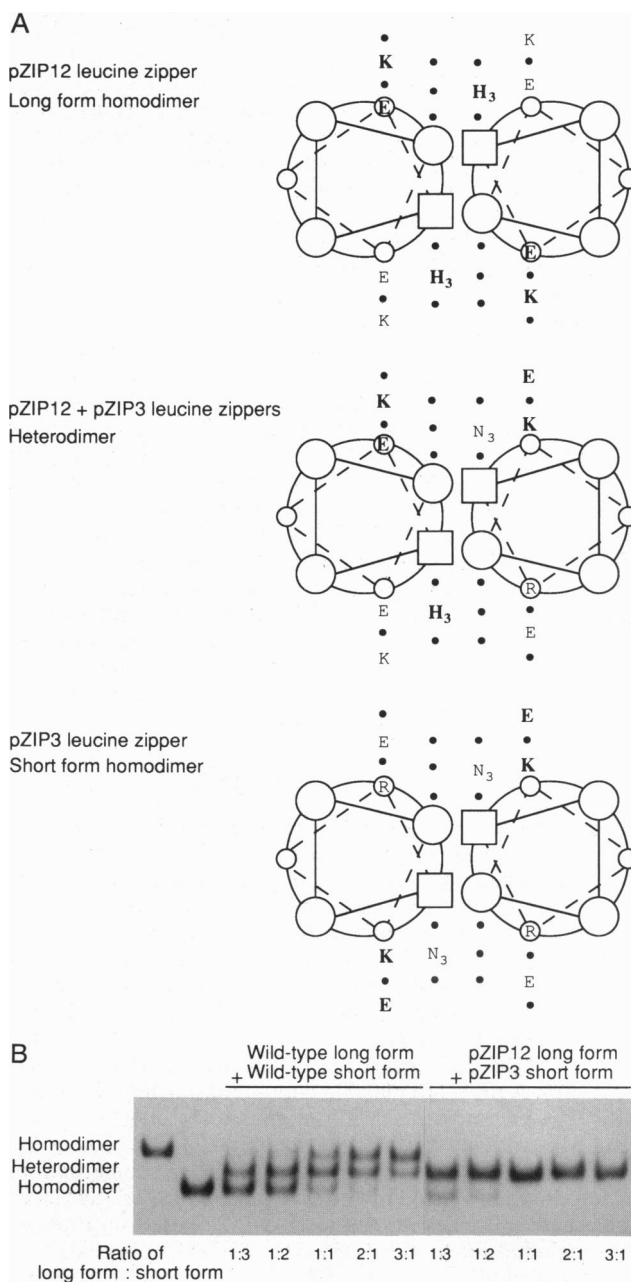 A
pZIP12 leucine zipper
Long form homodimer
K
K
E
H3
E
E
E
H3
K
K
pZIP12 + pZIP3 leucine zippers
Heterodimer
E
K
N3
K
E
E
R
H3
E
K
pZIP3 leucine zipper
Short form homodimer
E
E
N3
K
R
K
R
N3
E
E
B
Wild-type long form
+ Wild-type short form
pZIP12 long form
+ pZIP3 short form
Homodimer
Heterodimer
Homodimer
Ratio of
long form : short form
1:3 1:2 1:1 2:1 3:1 1:3 1:2 1:1 2:1 3:1